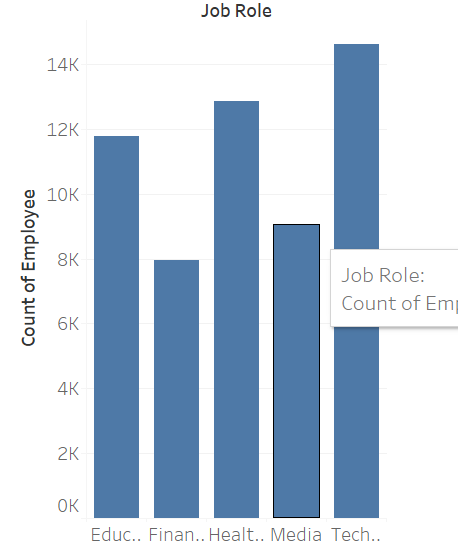 Job Role
14K
12K
10K
8K
6K
4K
2K
0K
Count of Employee
Job Role:
Count of Emp
Educ.. Finan.. Healt.. Media Tech..